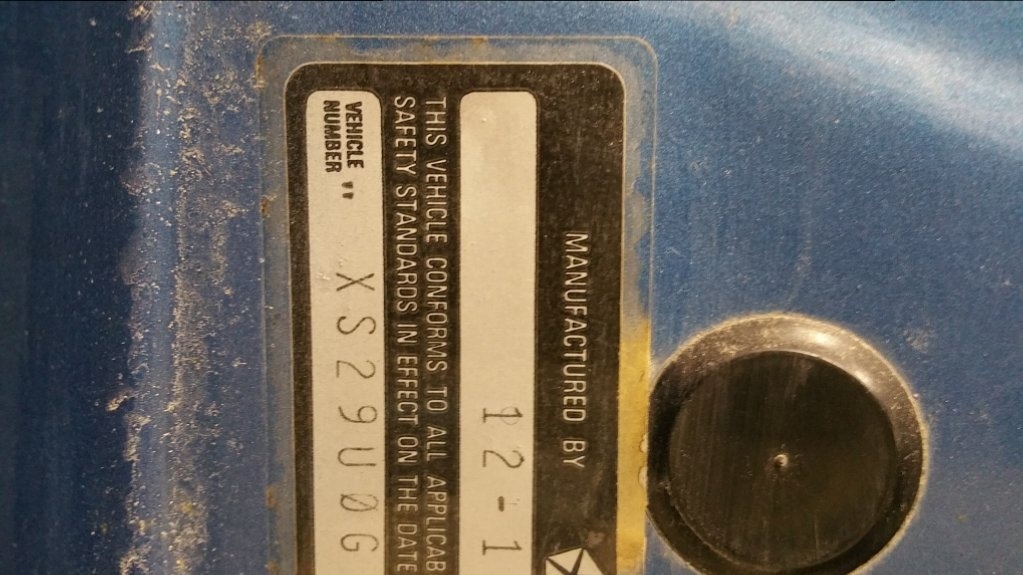 MANUFACTURED BY
12-1
THIS VEHICLE CONFORMS TO ALL APPLICAB
SAFETY STANDARDS IN EFFECT ON THE DATE
VEHICLE "
NUMBER
XS29U0G